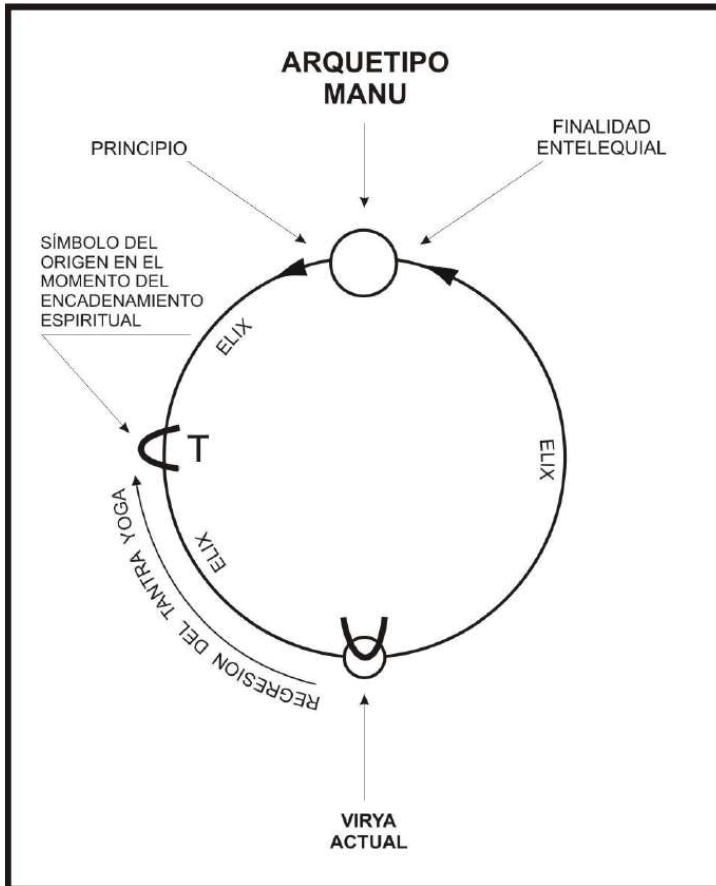 ARQUETIPO
MANU
PRINCIPIO
FINALIDAD
ENTELEQUIAL
SÍMBOLO DEL
ORIGEN EN EL
MOMENTO DEL
ENCADENAMIENTO
ESPIRITUAL
ELIX
T
ELIX
ELIX
REGRESION DEL TANTRA YOGA
VIRYA
ACTUAL